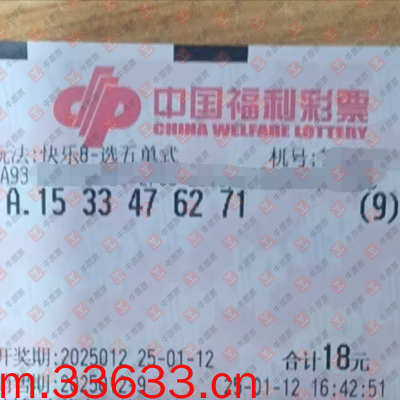 中国福利彩票
CHINA WELFARE LOTTERY
玩法:快乐8-选五单式 机号:
A93
A.15 33 47 62 71 (9)
开奖期:2025012 25-01-12 合计18元
25-01-12 16:42:51
m.33633.cn